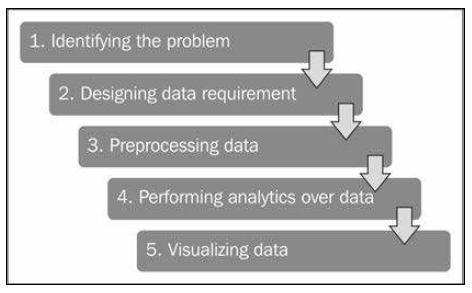 1. Identifying the problem
2. Designing data requirement
3. Preprocessing data
4. Performing analytics over data
5. Visualizing data